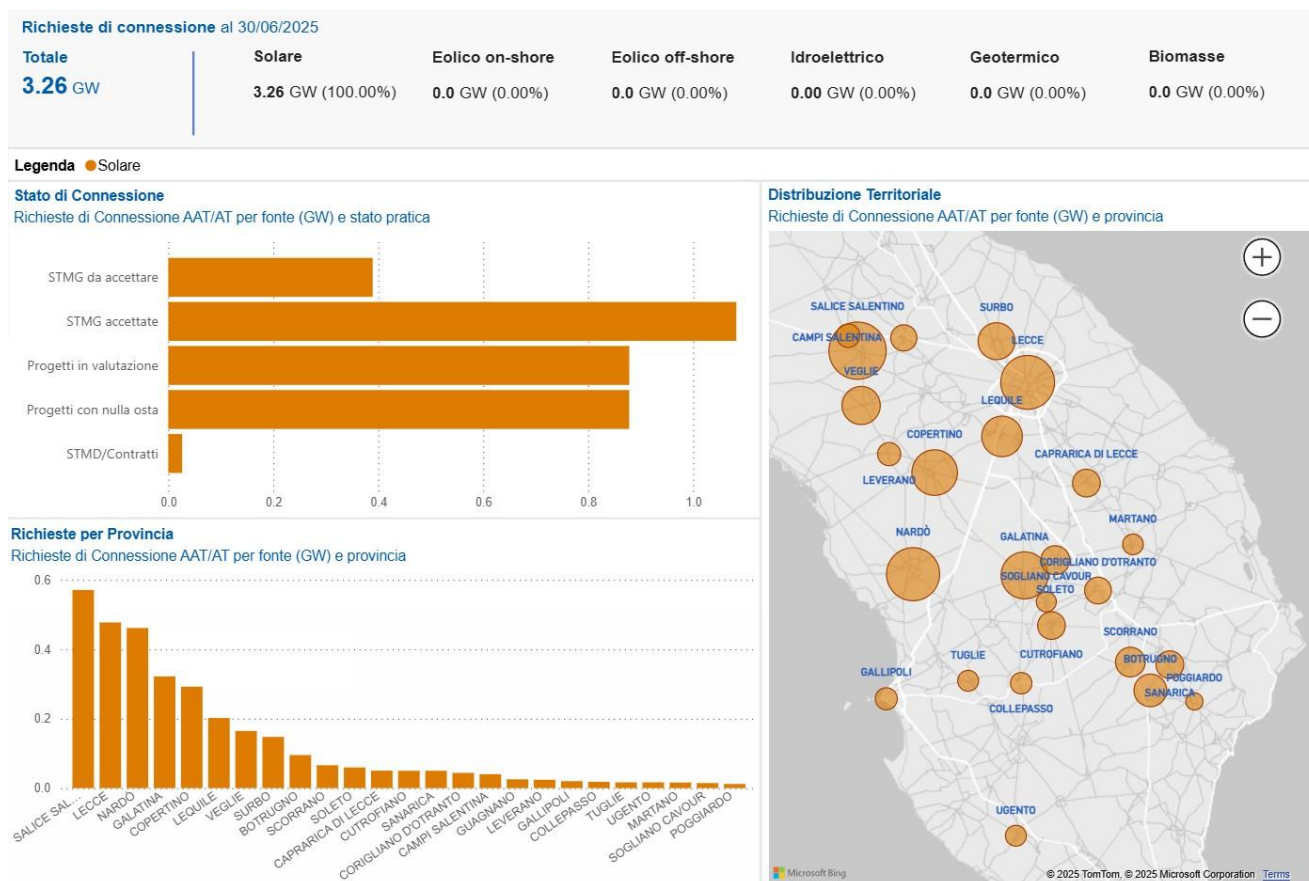 Richieste di connessione al 30/06/2025
Totale
3.26 GW
Solare
3.26 GW (100.00%)
Eolico on-shore
0.0 GW (0.00%)
Eolico off-shore
0.0 GW (0.00%)
Idroelettrico
0.00 GW (0.00%)
Geotermico
0.0 GW (0.00%)
Biomasse
0.0 GW (0.00%)
Legenda Solare
Stato di Connessione
Richieste di Connessione AAT/AT per fonte (GW) e stato pratica
STMG da accettare
STMG accettate
Progetti in valutazione
Progetti con nulla osta
STMD/Contratti
0.0 0.2 0.4 0.6 0.8 1.0
Richieste per Provincia
Richieste di Connessione AAT/AT per fonte (GW) e provincia
0.6
0.4
0.2
0.0
SALICE SAL...
LECCE
NARDÒ
GALATINA
COPERTINO
LEQUILE
VEGLIE
SURBO
BOTRUGNO
SCORRANO
SOLETO
CAPRARICA DI LECCE
CUTROFIANO
SANARICA
CORIGLIANO D'OTRANTO
CAMPI SALENTINA
GUAGNANO
LEVERANO
GALLIPOLI
COLLEPASSO
TUGLIE
UGENTO
MARTANO
SOGLIANO CAVOUR
POGGIARDO
Distribuzione Territoriale
Richieste di Connessione AAT/AT per fonte (GW) e provincia
SALICE SALENTINO
SURBO
CAMPI SALENTINA
LECCE
VEGLIE
LEQUILE
COPERTINO
CAPRARICA DI LECCE
LEVERANO
MARTANO
NARDÒ
GALATINA
CORIGLIANO D'OTRANTO
SOGLIANO CAVOUR
SOLETO
SCORRANO
TUGLIE
CUTROFIANO
BOTRUGNO
GALLIPOLI
POGGIARDO
SANARICA
COLLEPASSO
UGENTO
Microsoft Bing
© 2025 TomTom, © 2025 Microsoft Corporation Terms